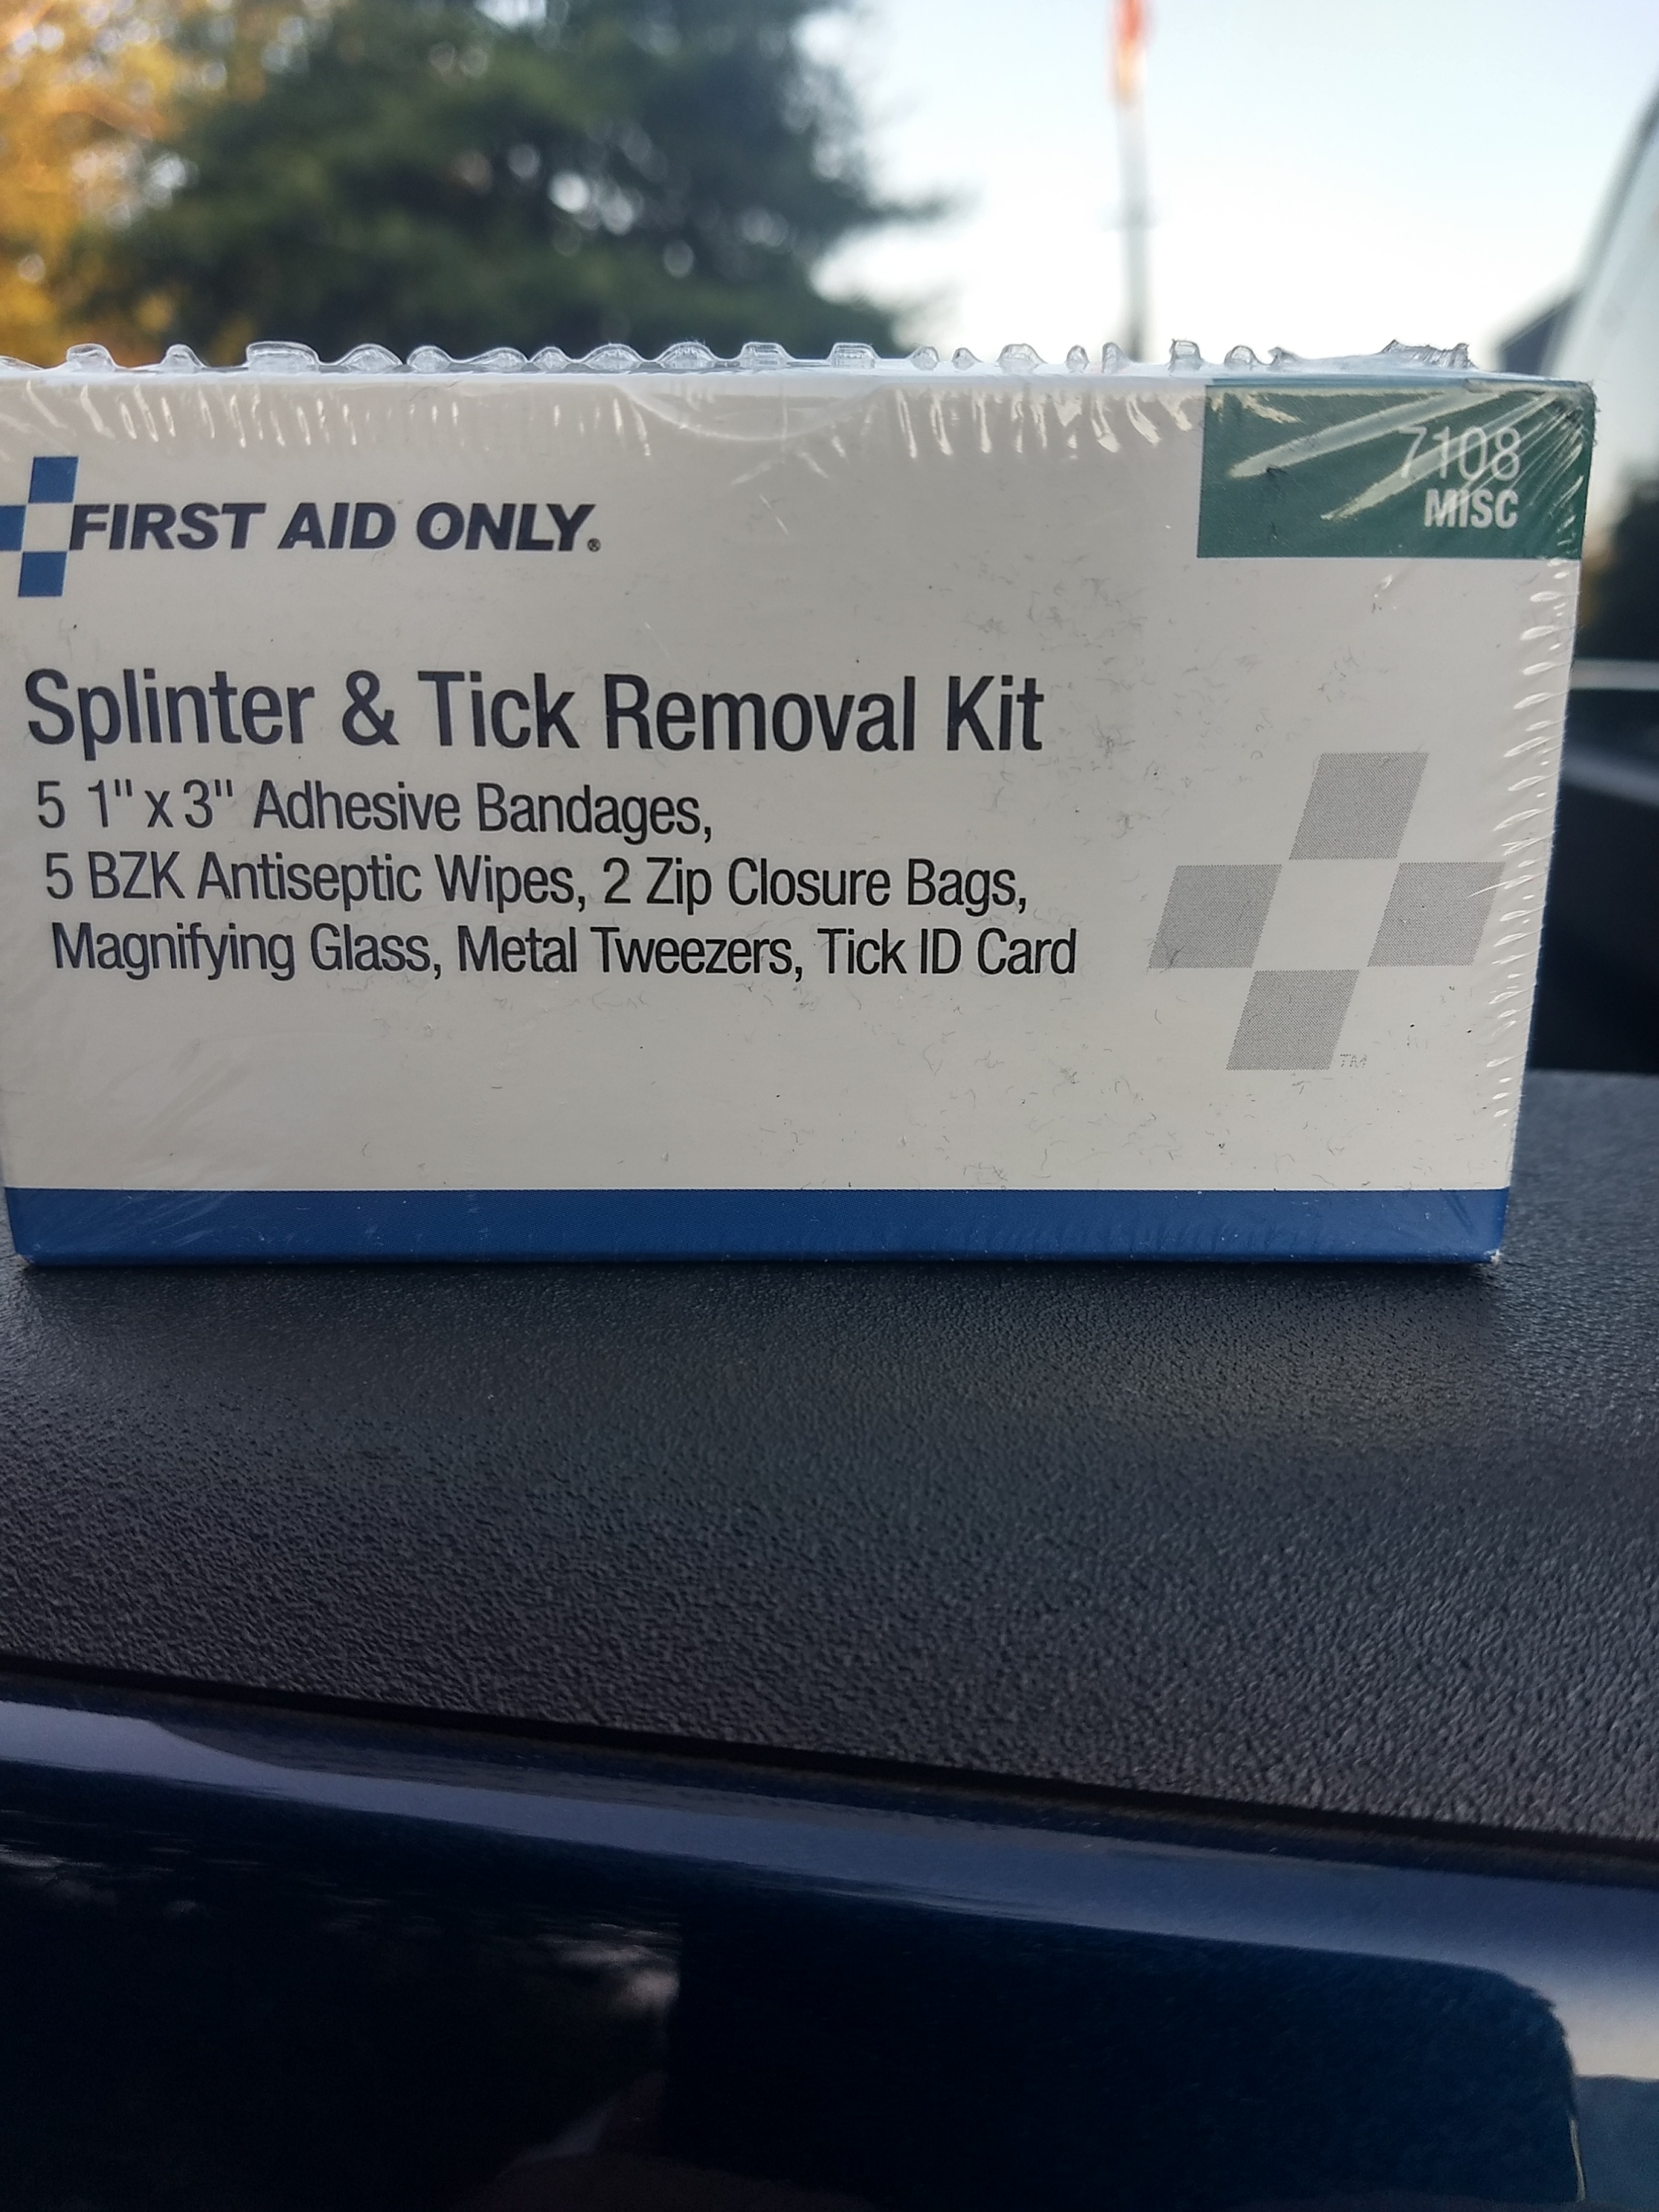 7108
MISC
FIRST AID ONLY®
Splinter & Tick Removal Kit
5 1" x 3" Adhesive Bandages,
5 BZK Antiseptic Wipes, 2 Zip Closure Bags,
Magnifying Glass, Metal Tweezers, Tick ID Card
TM